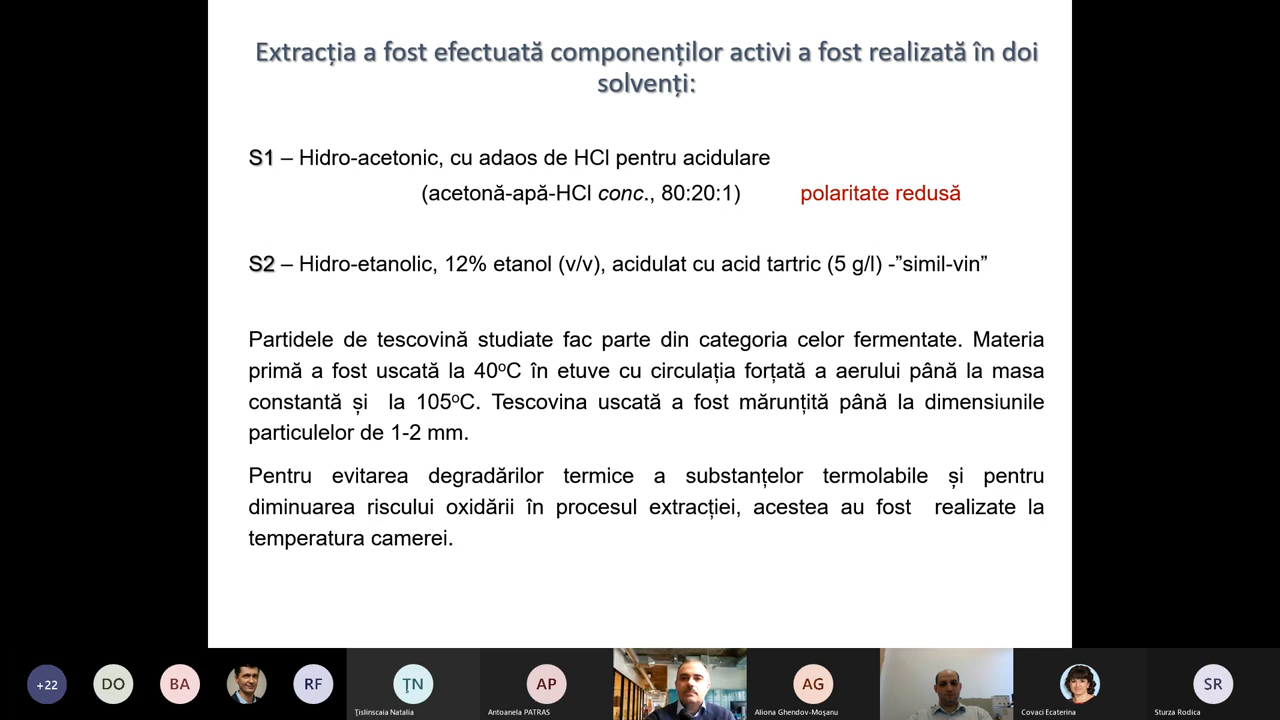 Extracția a fost efectuată componenților activi a fost realizată în doi
solvenți:
S1 – Hidro-acetonic, cu adaos de HCl pentru acidulare
(acetonă-apă-HCl conc., 80:20:1) polaritate redusă
S2 – Hidro-etanolic, 12% etanol (v/v), acidulat cu acid tartric (5 g/l) -”simil-vin”
Partidele de tescovină studiate fac parte din categoria celor fermentate. Materia
primă a fost uscată la 40ºC în etuve cu circulația forțată a aerului până la masa
constantă și la 105ºC. Tescovina uscată a fost mărunțită până la dimensiunile
particulelor de 1-2 mm.
Pentru evitarea degradărilor termice a substanțelor termolabile și pentru
diminuarea riscului oxidării în procesul extracției, acestea au fost realizate la
temperatura camerei.
+22 DO BA RF ŢN AP AG SR
Ţislinscaia Natalia Antoanela PATRAS Aliona Ghendov-Moşanu Covaci Ecaterina Sturza Rodica